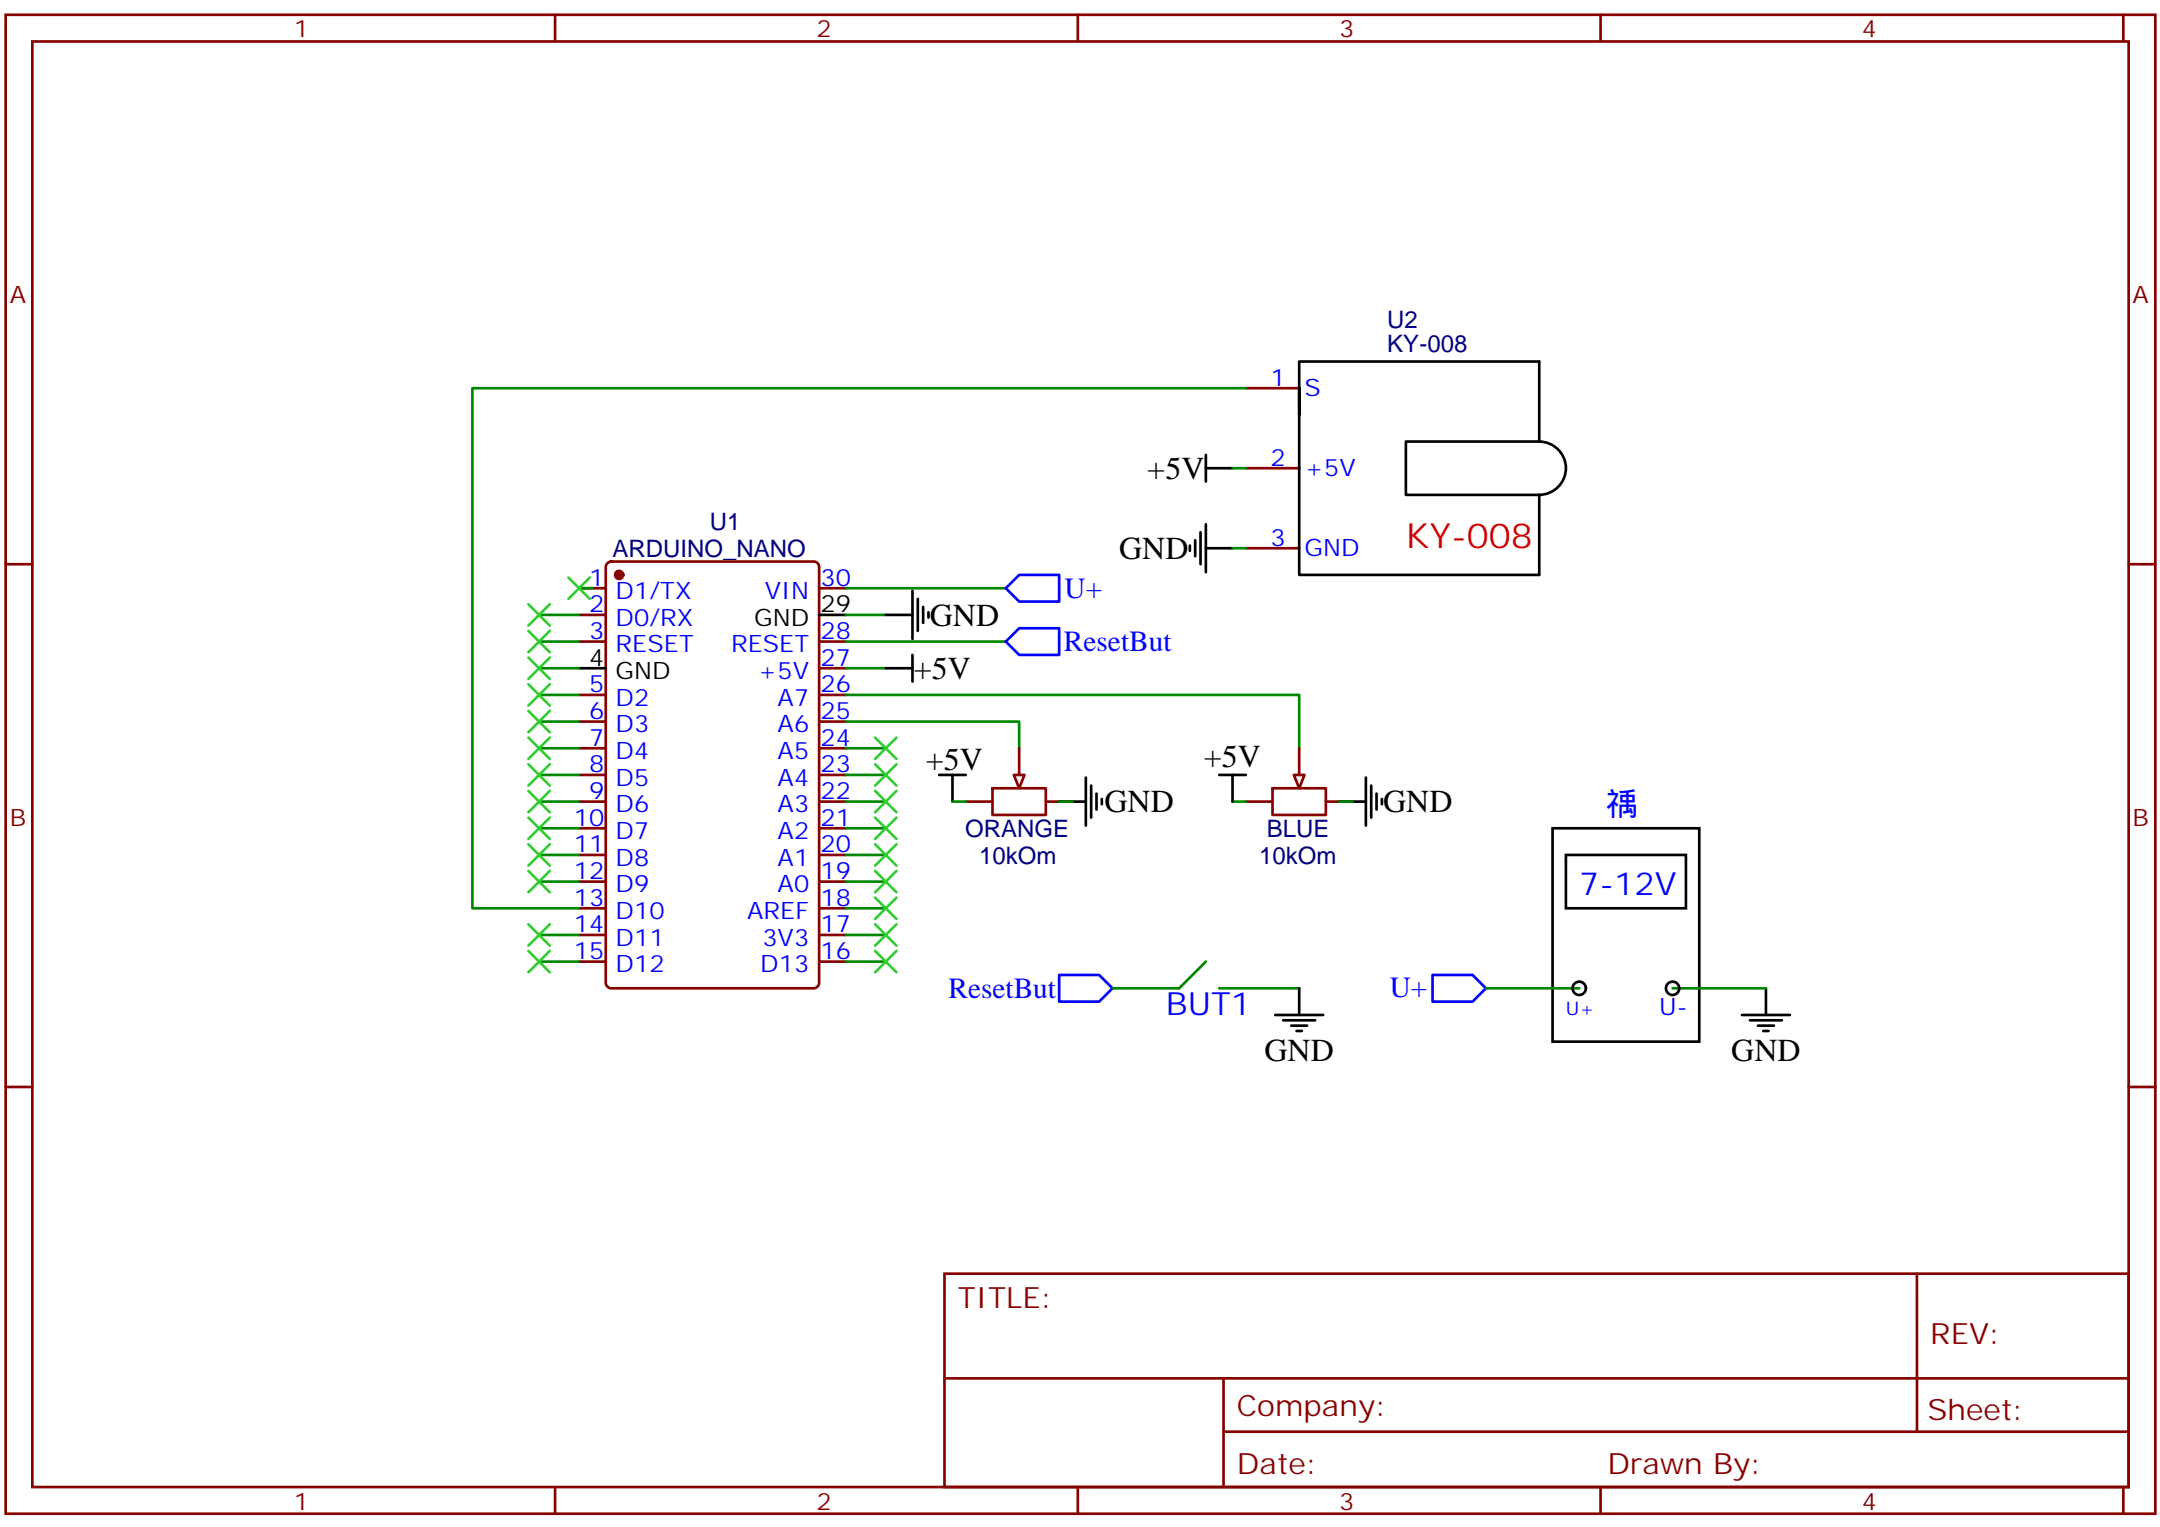 1 2 3 4
A A
U2
KY-008
1 S
+5V 2 +5V
GND 3 GND
KY-008
U1
ARDUINO_NANO
1 D1/TX VIN 30 U+
2 D0/RX GND 29 GND
3 RESET RESET 28 ResetBut
4 GND +5V 27 +5V
5 D2 A7 26
6 D3 A6 25
7 D4 A5 24
8 D5 A4 23
9 D6 A3 22
10 D7 A2 21
11 D8 A1 20
12 D9 A0 19
13 D10 AREF 18
14 D11 3V3 17
15 D12 D13 16
+5V GND
ORANGE
10kOm
+5V GND
BLUE
10kOm
B B
禑
7-12V
U+ U+ U-
GND
ResetBut BUT1
GND
TITLE:
REV:
Company:
Sheet:
Date: Drawn By:
1 2 3 4